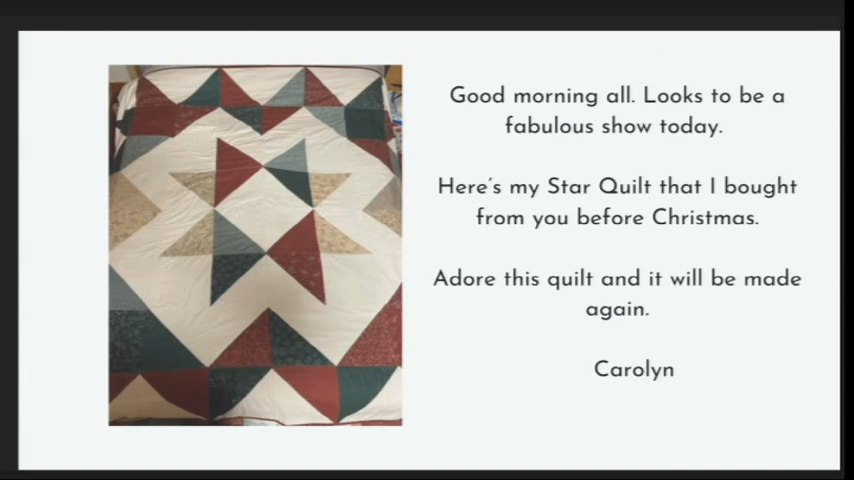 Good morning all. Looks to be a
fabulous show today.
Here's my Star Quilt that I bought
from you before Christmas.
Adore this quilt and it will be made
again.
Carolyn